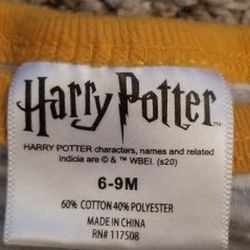 Harry Potter
HARRY POTTER characters, names and related
indicia are © & ™ WBEI. (s20)
6-9M
60% COTTON 40% POLYESTER
MADE IN CHINA
RN# 117508